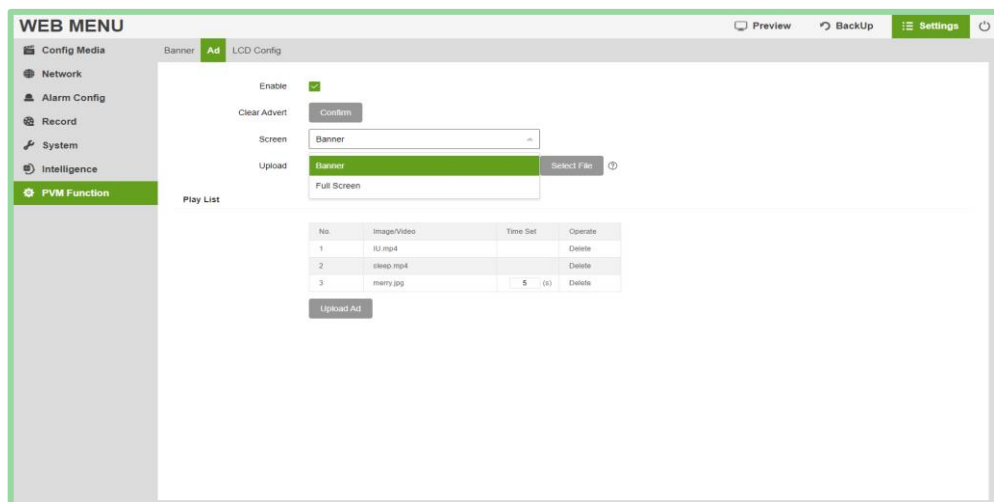 WEB MENU
Preview
BackUp
Settings
Config Media
Network
Alarm Config
Record
System
Intelligence
PVM Function
Banner Ad LCD Config
Enable
Clear Advert Confirm
Screen Banner
Upload Banner Select File
Full Screen
Play List
No. Image/Video Time Set Operate
1 IU.mp4 Delete
2 sleep.mp4 Delete
3 merry.jpg 5 (s) Delete
Upload Ad